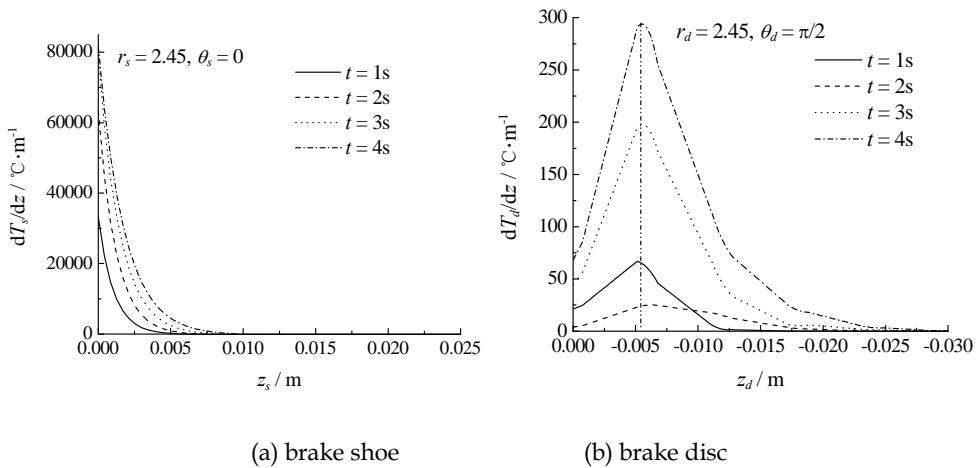 r_s = 2.45, θ_s = 0
t = 1s
t = 2s
t = 3s
t = 4s
80000
60000
40000
20000
0
dT_s/dz / ℃·m⁻¹
0.000
0.005
0.010
0.015
0.020
0.025
z_s / m
r_d = 2.45, θ_d = π/2
t = 1s
t = 2s
t = 3s
t = 4s
300
250
200
150
100
50
0
dT_d/dz / ℃·m⁻¹
0.000
-0.005
-0.010
-0.015
-0.020
-0.025
-0.030
z_d / m
(a) brake shoe
(b) brake disc